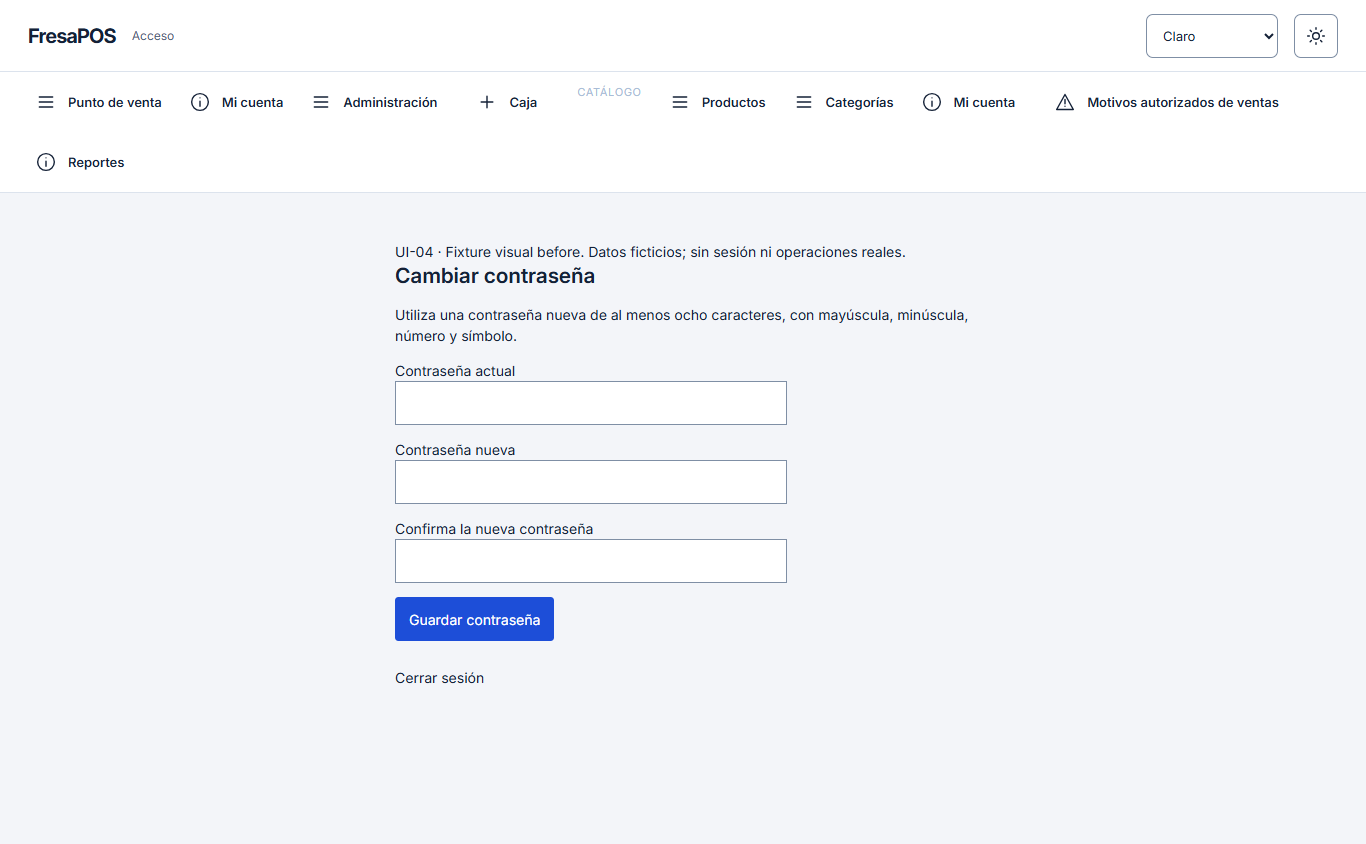 FresaPOS Acceso Claro
Punto de venta Mi cuenta Administración Caja CATÁLOGO Productos Categorías Mi cuenta Motivos autorizados de ventas
Reportes
UI-04 · Fixture visual before. Datos ficticios; sin sesión ni operaciones reales.
Cambiar contraseña
Utiliza una contraseña nueva de al menos ocho caracteres, con mayúscula, minúscula,
número y símbolo.
Contraseña actual
Contraseña nueva
Confirma la nueva contraseña
Guardar contraseña
Cerrar sesión